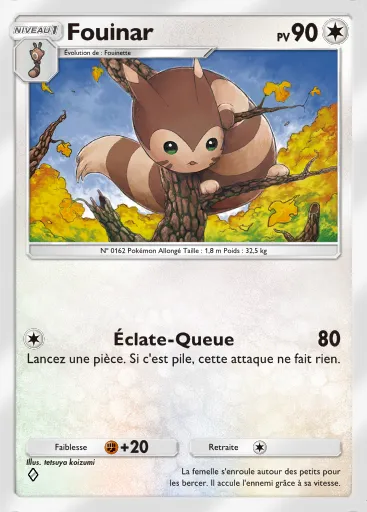 NIVEAU 1
Fouinar
PV 90
Évolution de : Fouinette
N° 0162 Pokémon Allongé Taille : 1,8 m Poids : 32,5 kg
Éclate-Queue 80
Lancez une pièce. Si c'est pile, cette attaque ne fait rien.
Faiblesse +20 Retraite
Illus. tetsuya koizumi
La femelle s'enroule autour des petits pour
les bercer. Il accule l'ennemi grâce à sa vitesse.